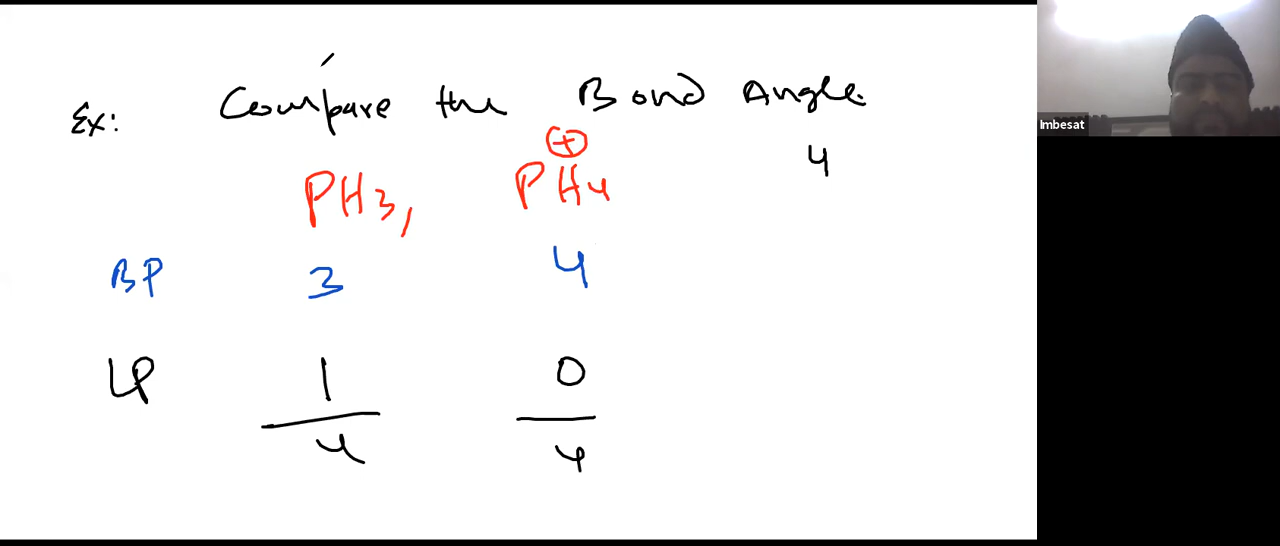 Ex: Compare the Bond Angle.
Imbesat
4
PH3, PH4 ⊕
BP 3 4
LP 1 0
4 4